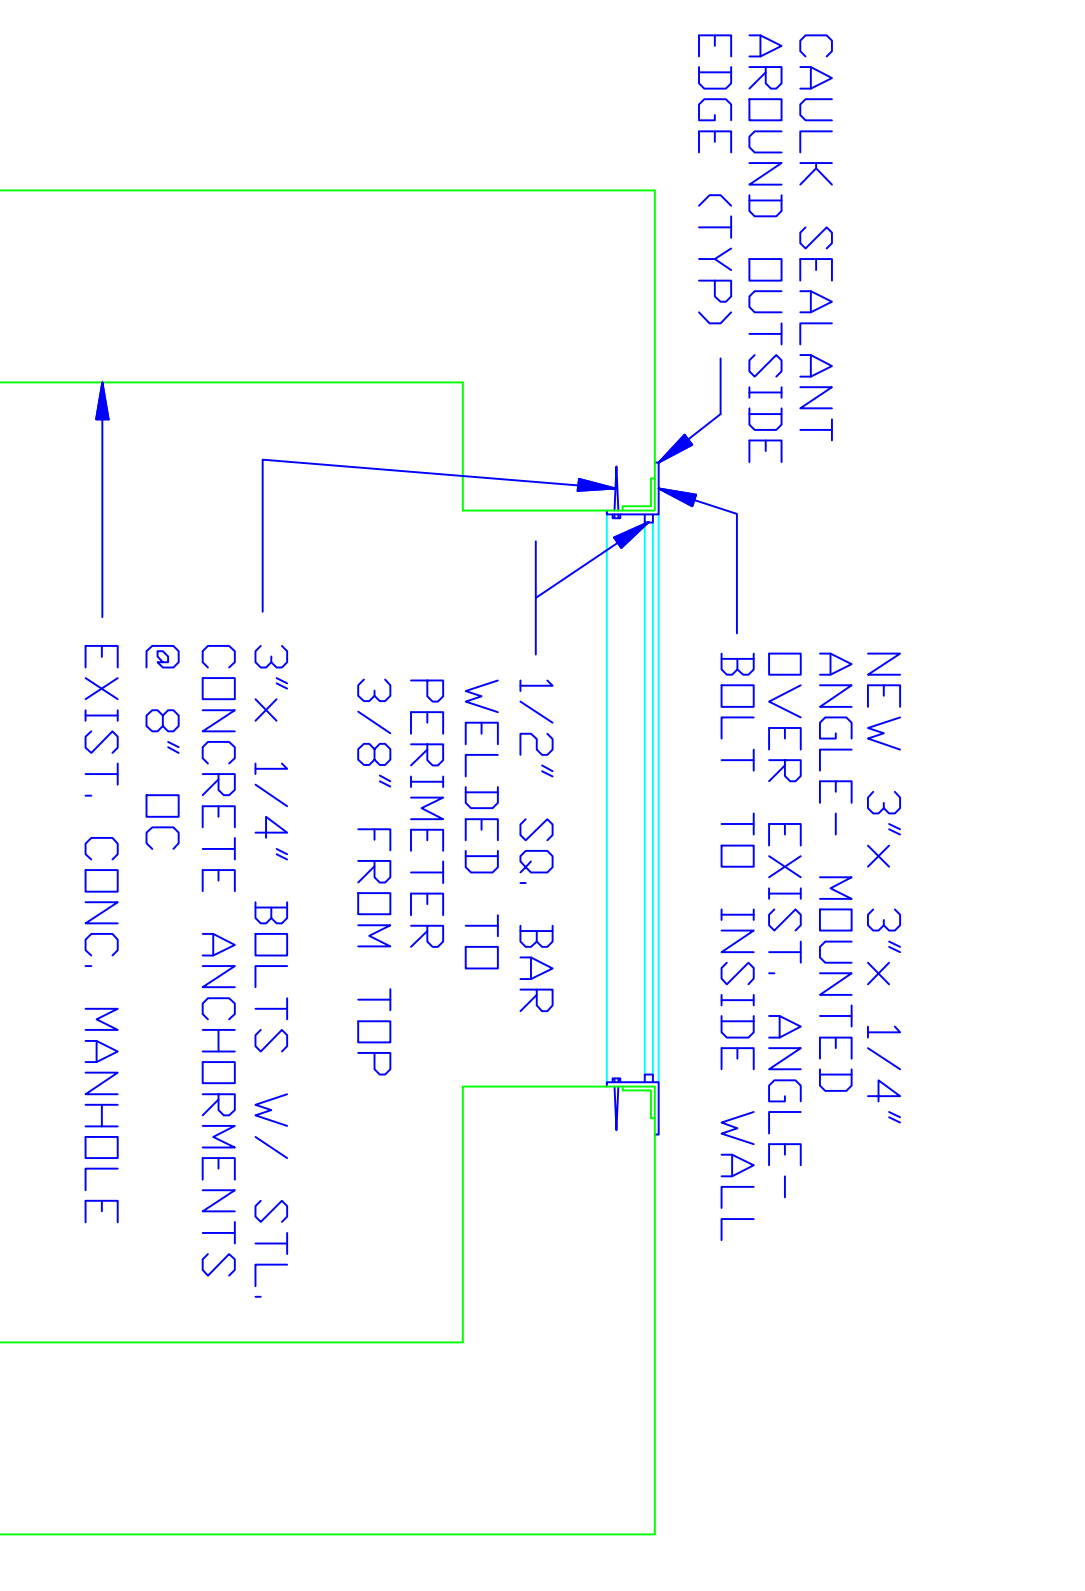 CAULK SEALANT
AROUND OUTSIDE
EDGE (TYP)
NEW 3"x 3"x 1/4"
ANGLE- MOUNTED
OVER EXIST. ANGLE-
BOLT TO INSIDE WALL
1/2" SQ. BAR
WELDED TO
PERIMETER
3/8" FROM TOP
3"x 1/4" BOLTS W/ STL.
CONCRETE ANCHORMENTS
@ 8" OC
EXIST. CONC. MANHOLE